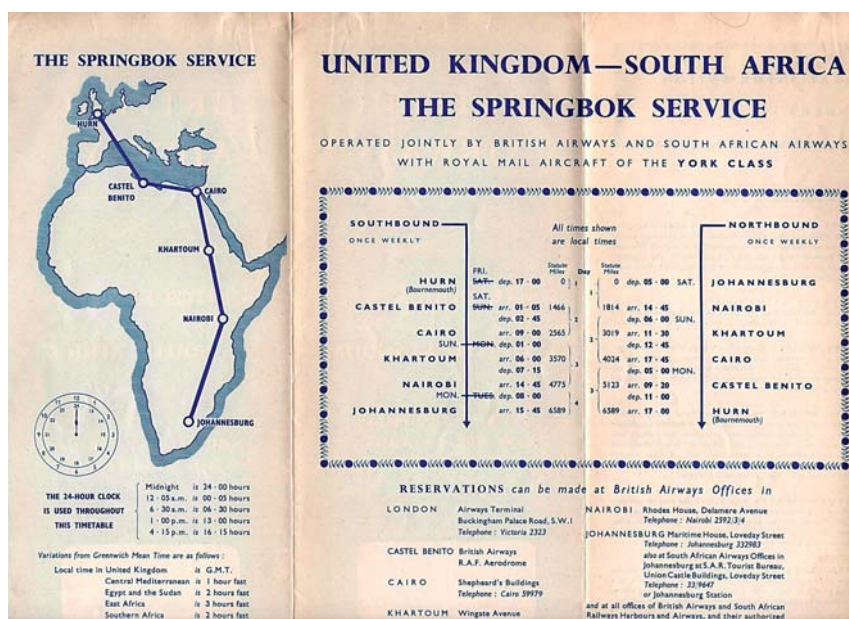 THE SPRINGBOK SERVICE
HURN
CASTEL
BENITO
CAIRO
KHARTOUM
NAIROBI
JOHANNESBURG
THE 24-HOUR CLOCK
IS USED THROUGHOUT
THIS TIMETABLE
Midnight is 24·00 hours
12·05 a.m. is 00·05 hours
6·30 a.m. is 06·30 hours
1·00 p.m. is 13·00 hours
4·15 p.m. is 16·15 hours
Variations from Greenwich Mean Time are as follows:
Local time in United Kingdom is G.M.T.
Central Mediterranean is 1 hour fast
Egypt and the Sudan is 2 hours fast
East Africa is 3 hours fast
Southern Africa is 2 hours fast
UNITED KINGDOM—SOUTH AFRICA
THE SPRINGBOK SERVICE
OPERATED JOINTLY BY BRITISH AIRWAYS AND SOUTH AFRICAN AIRWAYS
WITH ROYAL MAIL AIRCRAFT OF THE YORK CLASS
SOUTHBOUND All times shown NORTHBOUND
ONCE WEEKLY are local times ONCE WEEKLY
Statute Miles Day Statute Miles
FRI.
HURN SAT. dep. 17·00 0 1 0 dep. 05·00 SAT. JOHANNESBURG
(Bournemouth)
SAT.
CASTEL BENITO SUN. arr. 01·05 1466 1814 arr. 14·45 NAIROBI
dep. 02·45 2 dep. 06·00 SUN.
CAIRO arr. 09·00 2565 3019 arr. 11·30 KHARTOUM
SUN. MON. dep. 01·00 dep. 12·45
KHARTOUM arr. 06·00 3570 3 4024 arr. 17·45 CAIRO
dep. 07·15 dep. 05·00 MON.
NAIROBI arr. 14·45 4775 5123 arr. 09·20 CASTEL BENITO
MON. TUES. dep. 08·00 4 dep. 11·00
JOHANNESBURG arr. 15·45 6589 6589 arr. 17·00 HURN
(Bournemouth)
RESERVATIONS can be made at British Airways Offices in
LONDON Airways Terminal
Buckingham Palace Road, S.W.1
Telephone: Victoria 2323
CASTEL BENITO British Airways
R.A.F. Aerodrome
CAIRO Shepheard's Buildings
Telephone: Cairo 59979
KHARTOUM Wingate Avenue
NAIROBI Rhodes House, Delamere Avenue
Telephone: Nairobi 2592/3/4
JOHANNESBURG Maritime House, Loveday Street
Telephone: Johannesburg 332983
also at South African Airways Offices in
Johannesburg at S.A.R. Tourist Bureau,
Union Castle Buildings, Loveday Street
Telephone: 33/9647
or Johannesburg Station
and at all offices of British Airways and South African
Railways Harbours and Airways, and their authorized